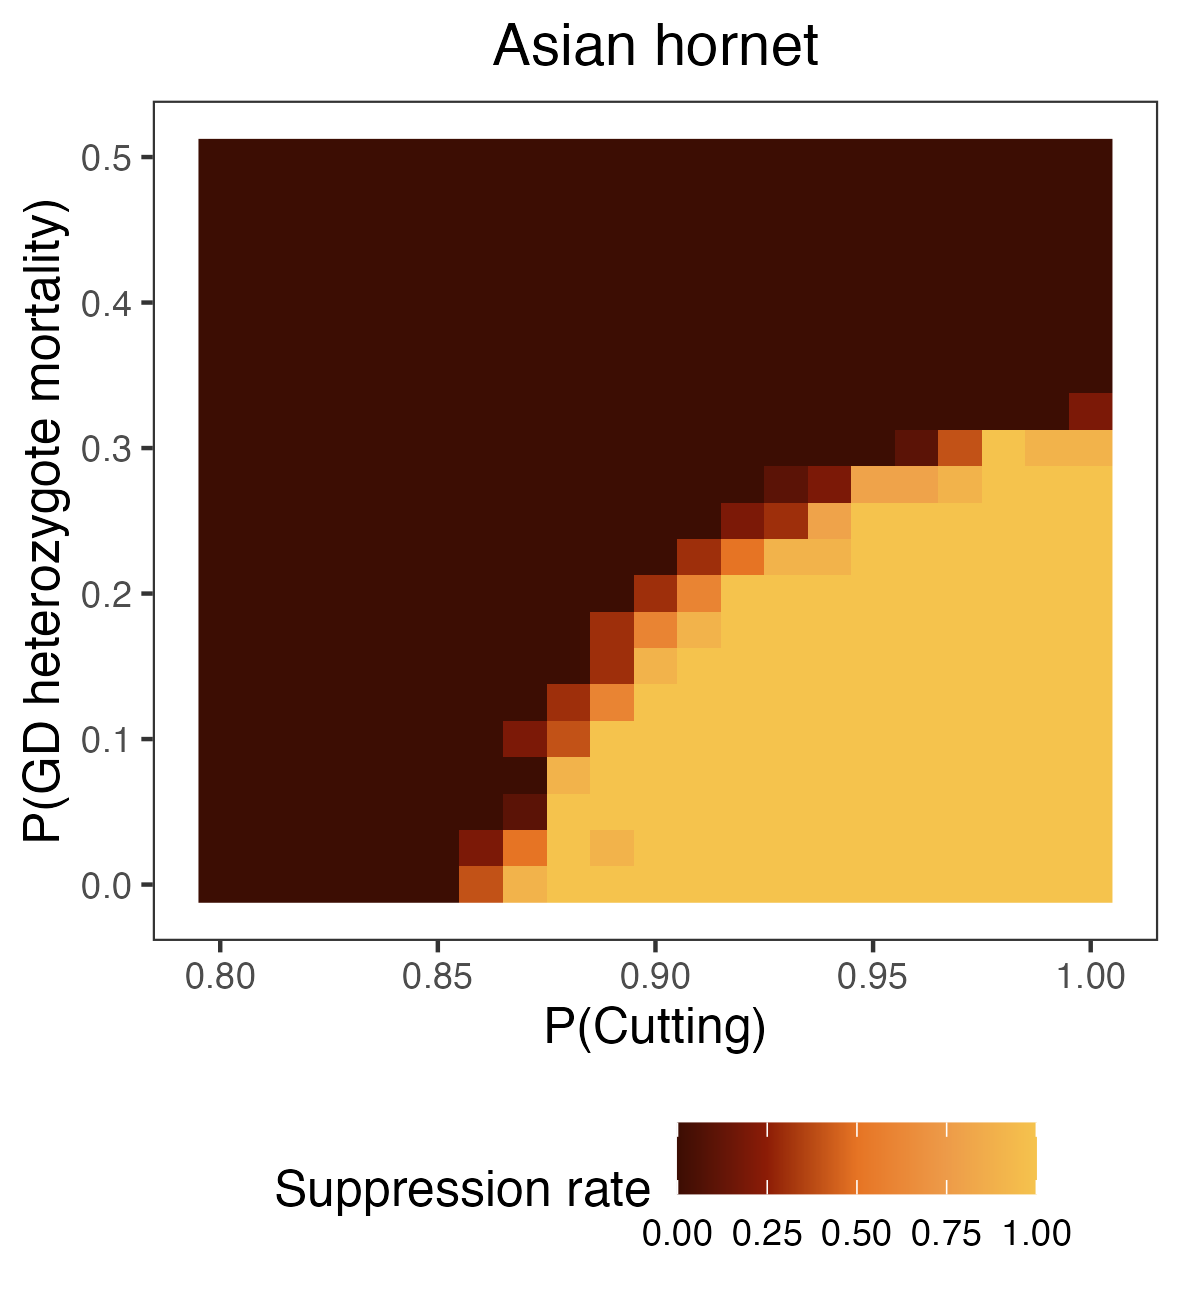 Asian hornet
P(GD heterozygote mortality)
0.5
0.4
0.3
0.2
0.1
0.0
0.80 0.85 0.90 0.95 1.00
P(Cutting)
Suppression rate
0.00 0.25 0.50 0.75 1.00